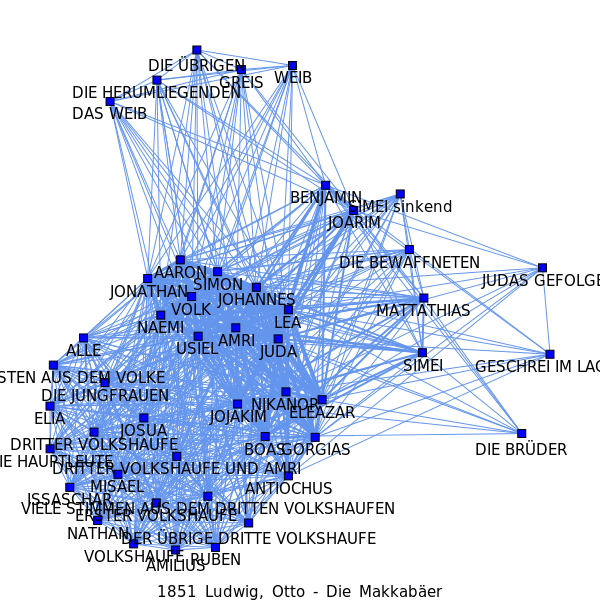 DIE ÜBRIGEN
WEIB
GREIS
DIE HERUMLIEGENDEN
DAS WEIB
BENJAMIN
SIMEI sinkend
JOARIM
DIE BEWAFFNETEN
AARON
JUDAS GEFOLGE
SIMON
JONATHAN
JOHANNES
VOLK
MATTATHIAS
LEA
NAEMI
AMRI
USIEL
JUDA
ALLE
SIMEI
GESCHREI IM LAG
STEN AUS DEM VOLKE
DIE JUNGFRAUEN
NIKANOR
ELEAZAR
JOJAKIM
ELIA
JOSUA
DRITTER VOLKSHAUFE
BOAS
GORGIAS
DIE BRÜDER
IE HAUPTLEUTE
DRITTER VOLKSHAUFE UND AMRI
MISAEL
ANTIOCHUS
ISSASCHAR
VIELE STIMMEN AUS DEM DRITTEN VOLKSHAUFEN
ERSTER VOLKSHAUFE
NATHAN
DER ÜBRIGE DRITTE VOLKSHAUFE
VOLKSHAUFE
RUBEN
AMILIUS
1851 Ludwig, Otto - Die Makkabäer